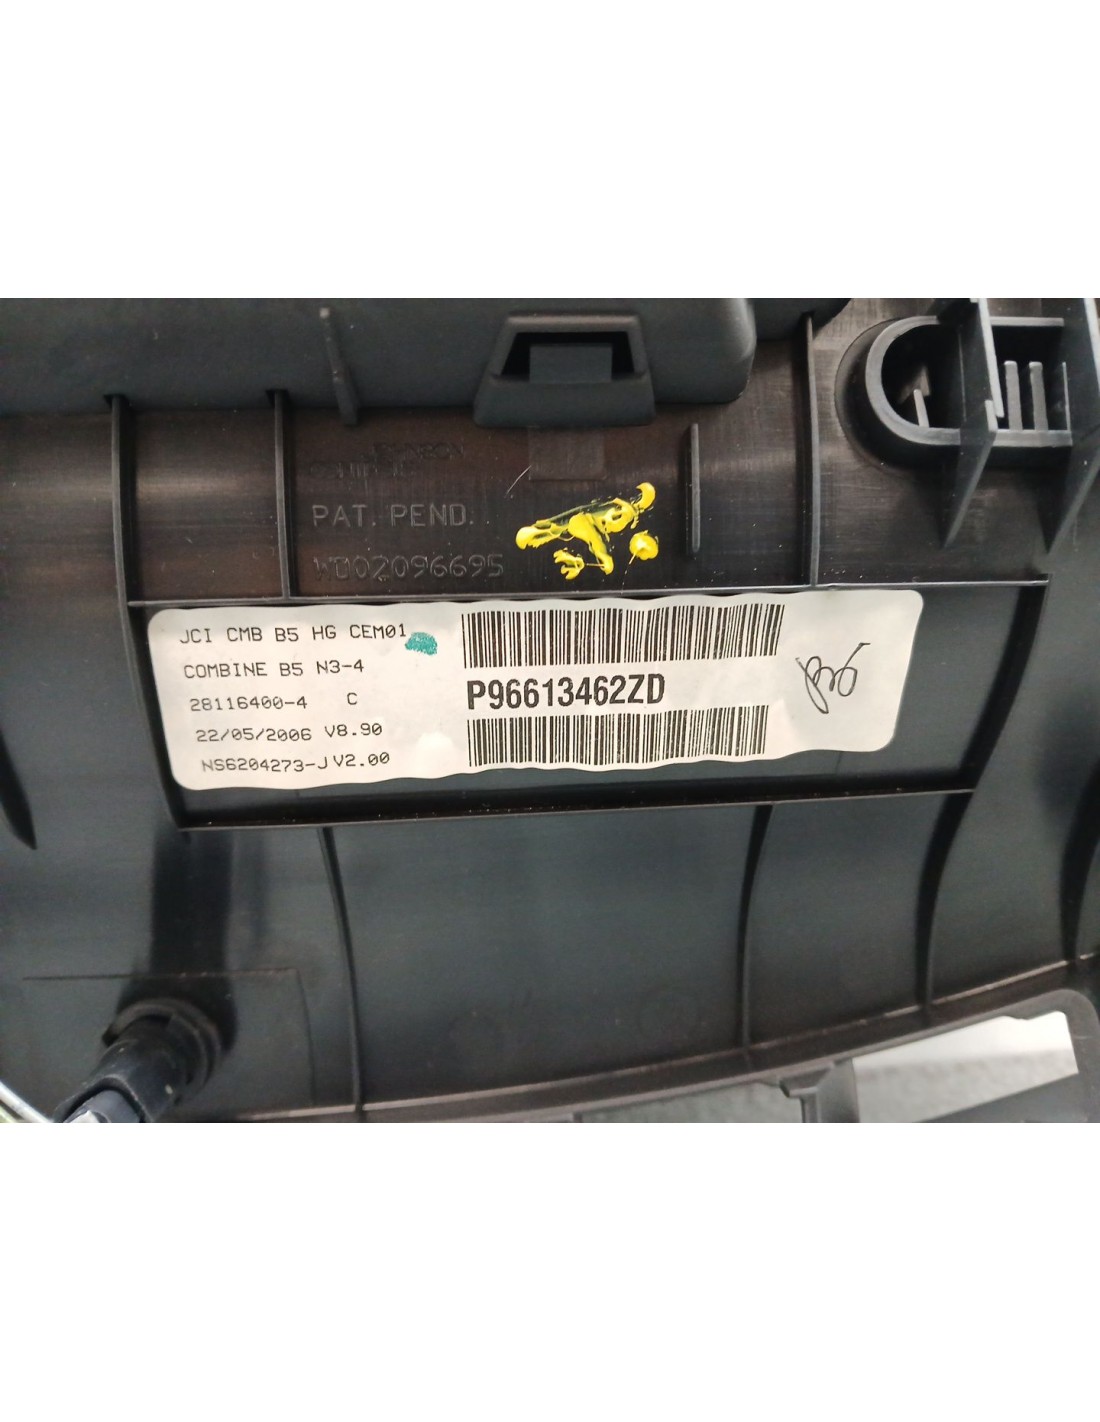 PAT. PEND.
WO02096695
JCI CMB B5 HG CEM01
COMBINE B5 N3-4
28116400-4 C
22/05/2006 V8.90
NS6204273-J V2.00
P96613462ZD